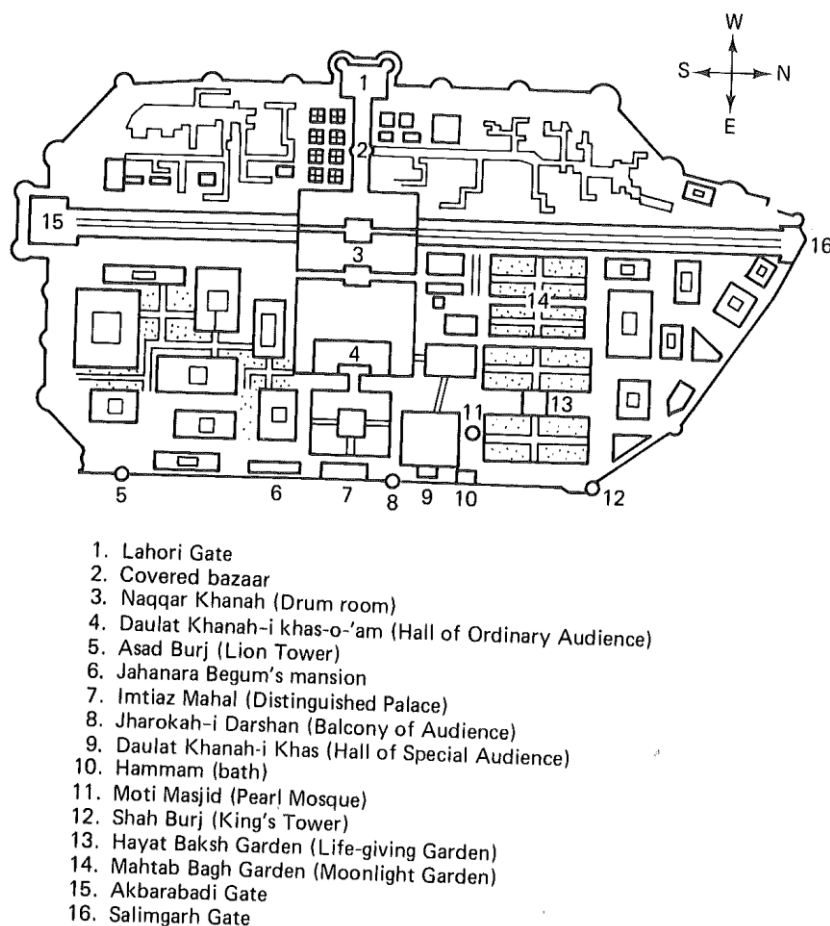 W
S N
E
1
2
15
16
3
14
4
13
11
5
6
7
8
9
10
12
1. Lahori Gate
2. Covered bazaar
3. Naqqar Khanah (Drum room)
4. Daulat Khanah-i khas-o-'am (Hall of Ordinary Audience)
5. Asad Burj (Lion Tower)
6. Jahanara Begum's mansion
7. Imtiaz Mahal (Distinguished Palace)
8. Jharokah-i Darshan (Balcony of Audience)
9. Daulat Khanah-i Khas (Hall of Special Audience)
10. Hammam (bath)
11. Moti Masjid (Pearl Mosque)
12. Shah Burj (King's Tower)
13. Hayat Baksh Garden (Life-giving Garden)
14. Mahtab Bagh Garden (Moonlight Garden)
15. Akbarabadi Gate
16. Salimgarh Gate